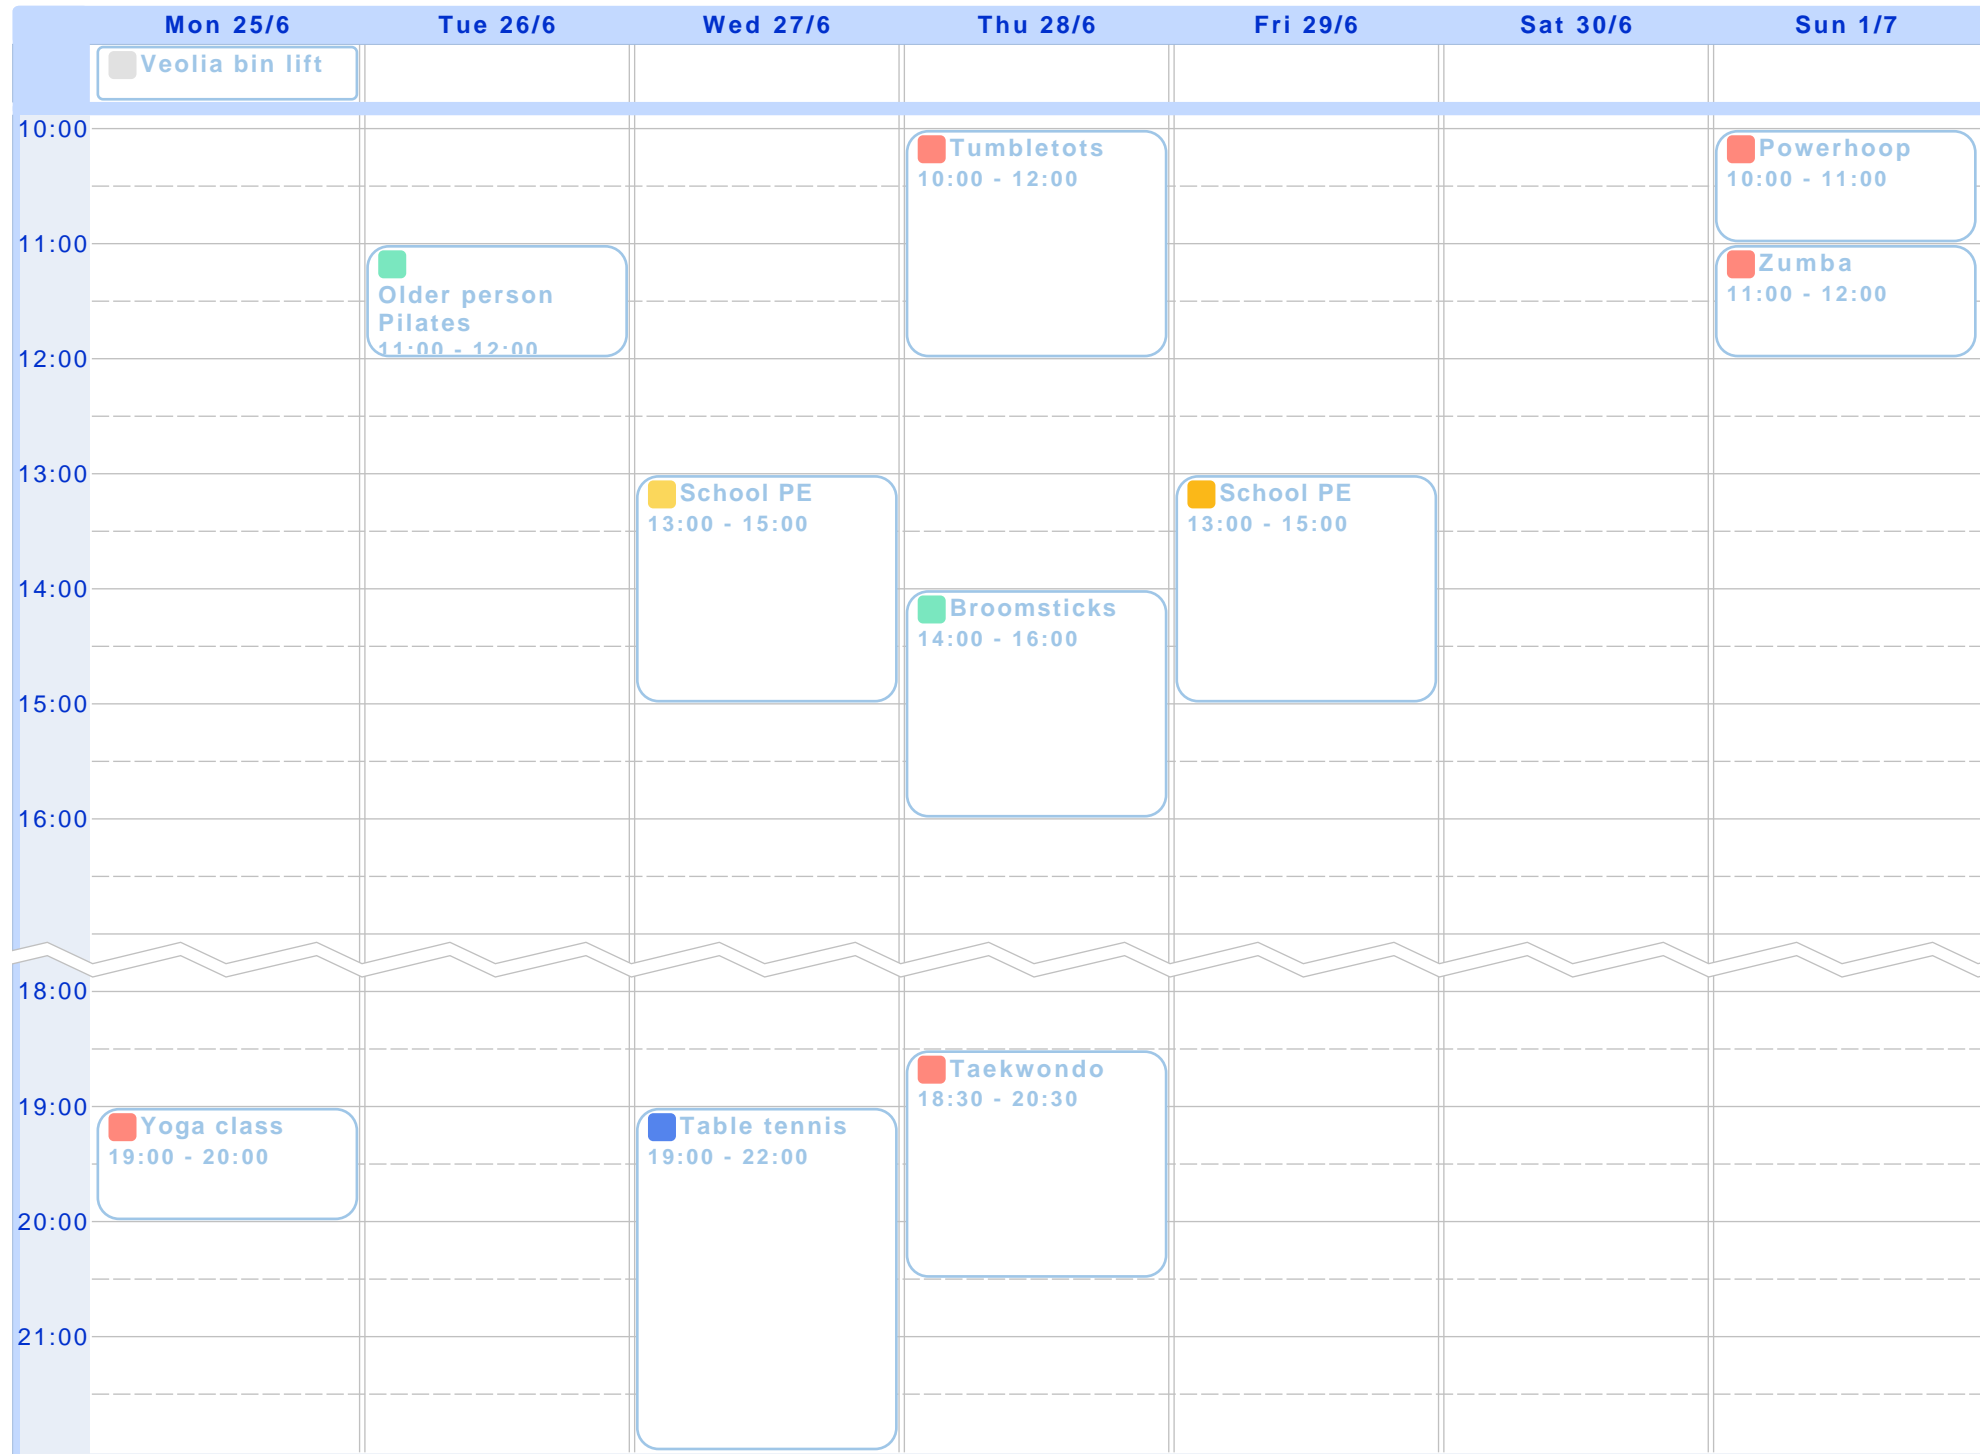 Mon 25/6 Tue 26/6 Wed 27/6 Thu 28/6 Fri 29/6 Sat 30/6 Sun 1/7
Veolia bin lift
10:00
Tumbletots
10:00 - 12:00
Powerhoop
10:00 - 11:00
11:00
Older person
Pilates
11:00 - 12:00
Zumba
11:00 - 12:00
12:00
13:00
School PE
13:00 - 15:00
School PE
13:00 - 15:00
14:00
Broomsticks
14:00 - 16:00
15:00
16:00
18:00
Taekwondo
18:30 - 20:30
19:00
Yoga class
19:00 - 20:00
Table tennis
19:00 - 22:00
20:00
21:00